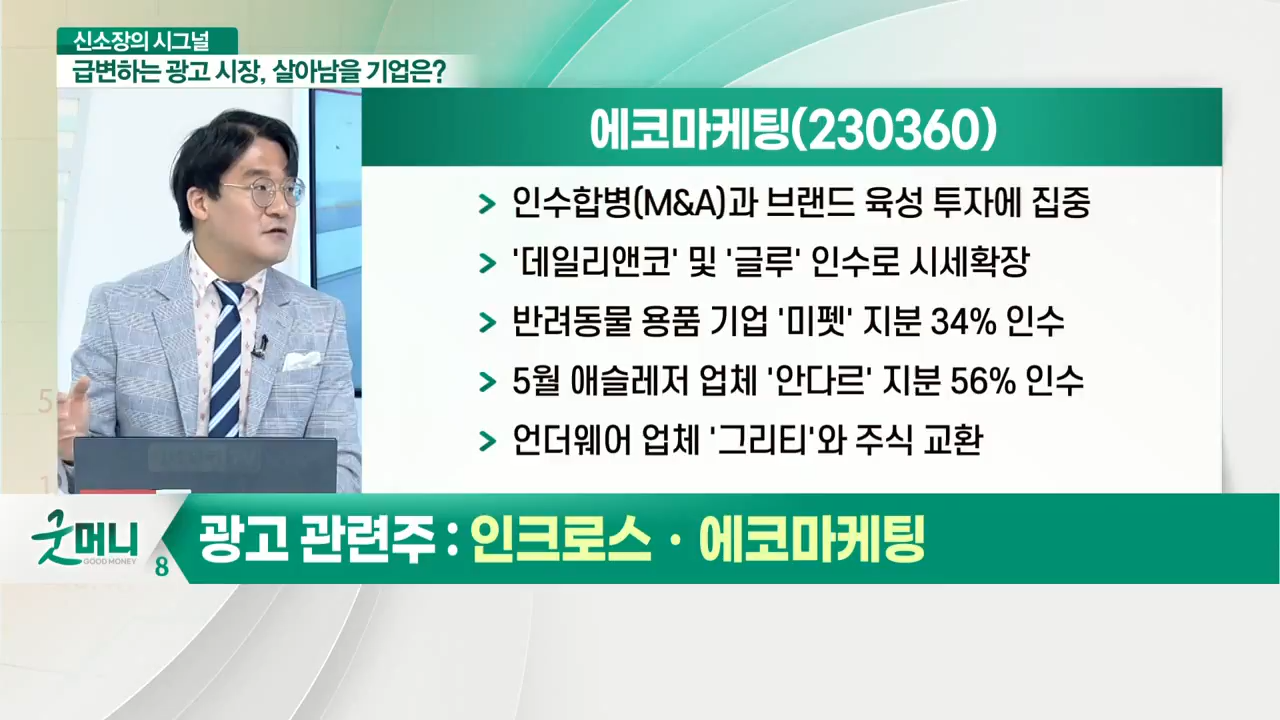 신소장의 시그널
급변하는 광고 시장, 살아남을 기업은?
에코마케팅(230360)
> 인수합병(M&A)과 브랜드 육성 투자에 집중
> '데일리앤코' 및 '글루' 인수로 시세확장
> 반려동물 용품 기업 '미펫' 지분 34% 인수
> 5월 애슬레저 업체 '안다르' 지분 56% 인수
> 언더웨어 업체 '그리티'와 주식 교환
5
1
굿머니
GOOD MONEY
8
광고 관련주 : 인크로스 · 에코마케팅